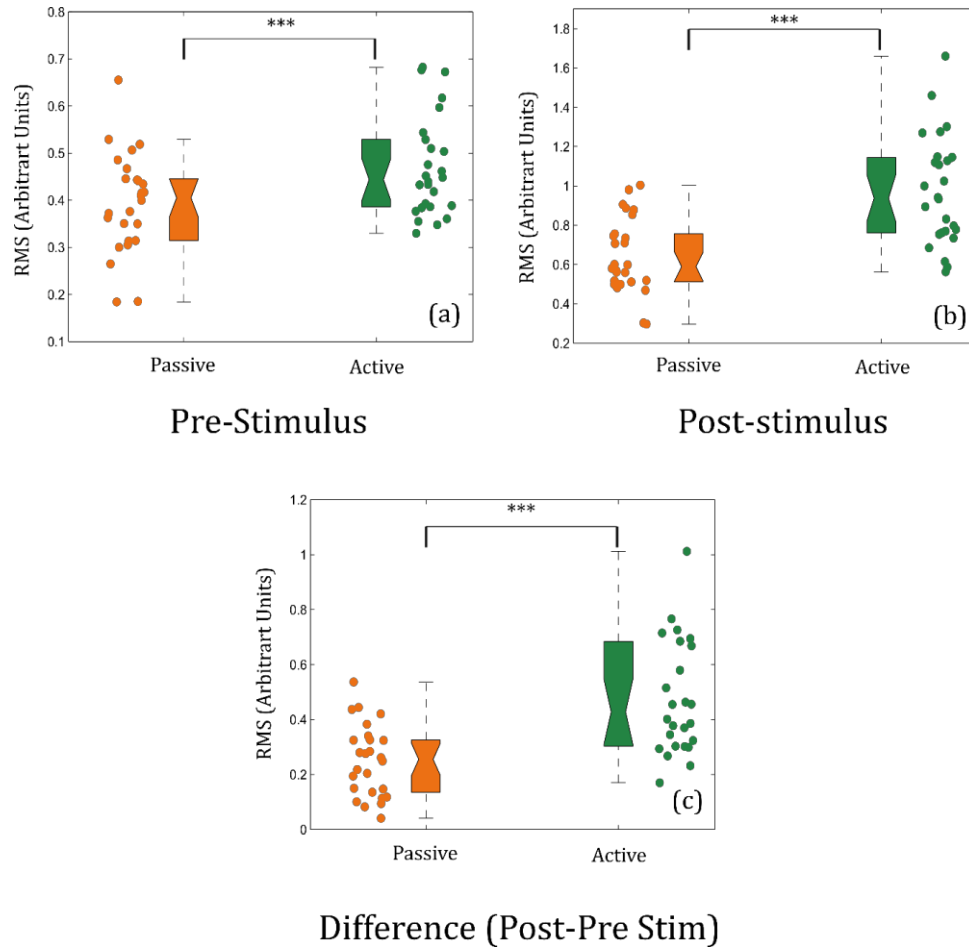 ***
0.8
0.7
0.6
0.5
0.4
0.3
0.2
0.1
RMS (Arbitrart Units)
Passive
Active
(a)
Pre-Stimulus
***
1.8
1.6
1.4
1.2
1
0.8
0.6
0.4
0.2
RMS (Arbitrart Units)
Passive
Active
(b)
Post-stimulus
***
1.2
1
0.8
0.6
0.4
0.2
0
RMS (Arbitrart Units)
Passive
Active
(c)
Difference (Post-Pre Stim)